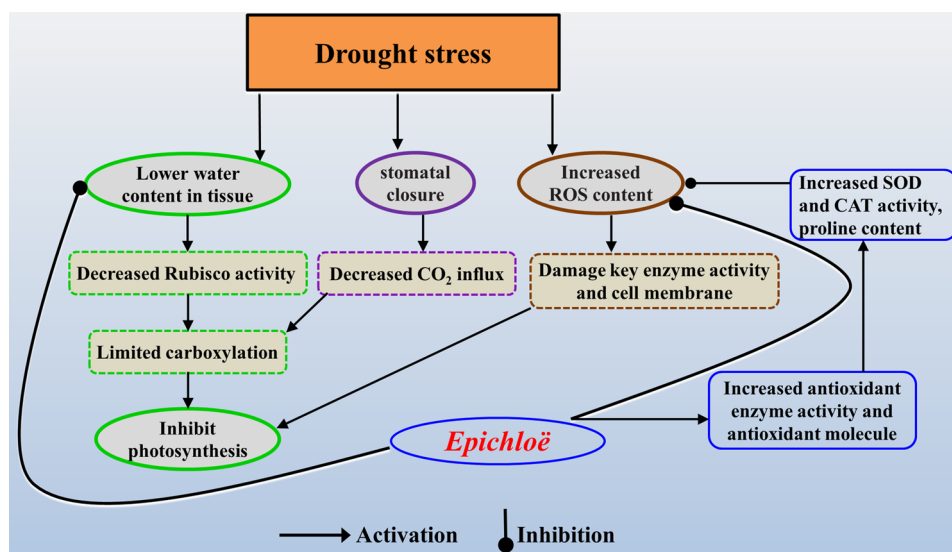 Drought stress
Lower water
content in tissue
stomatal
closure
Increased
ROS content
Increased SOD
and CAT activity,
proline content
Decreased Rubisco activity
Decreased CO₂ influx
Damage key enzyme activity
and cell membrane
Limited carboxylation
Increased antioxidant
enzyme activity and
antioxidant molecule
Inhibit
photosynthesis
Epichloë
Activation
Inhibition